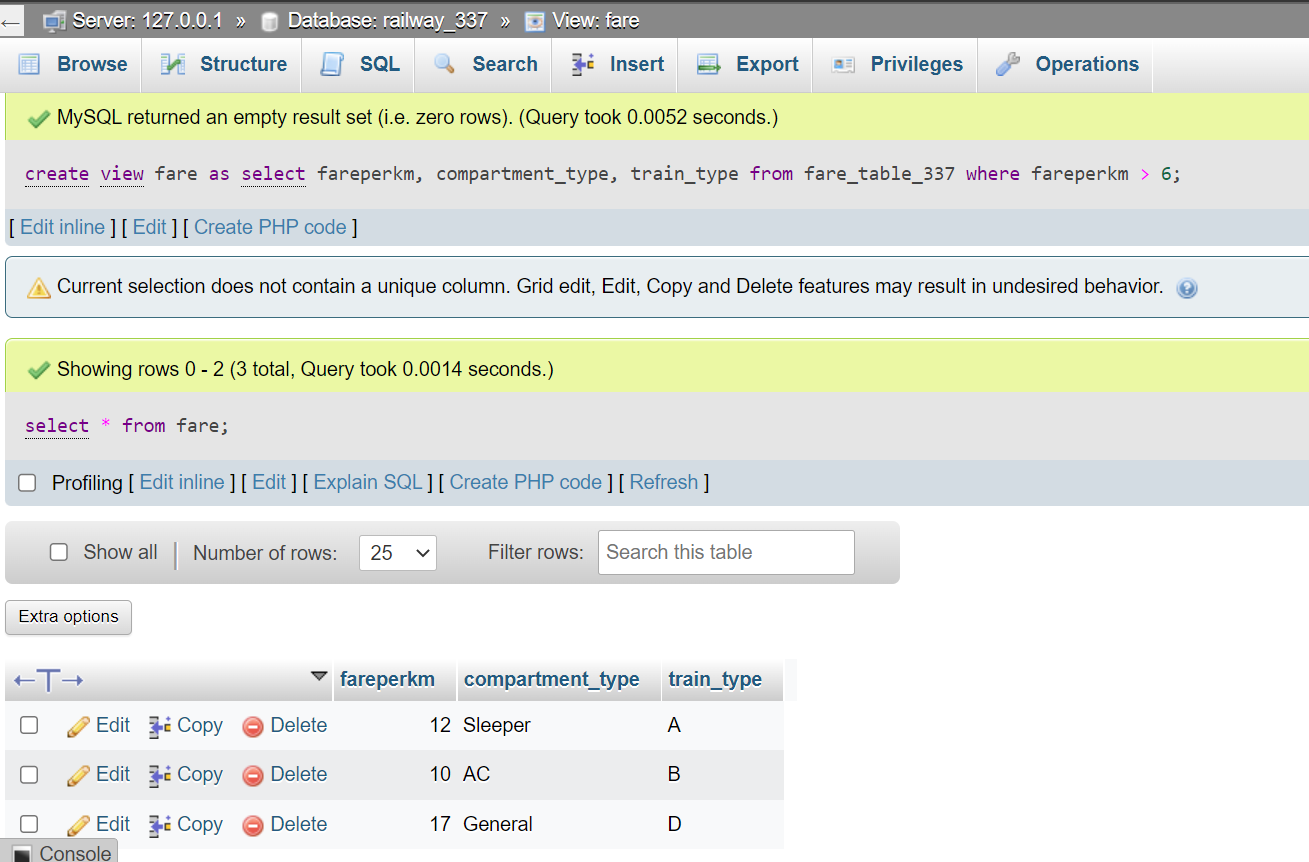 ← Server: 127.0.0.1 » Database: railway_337 » View: fare
Browse Structure SQL Search Insert Export Privileges Operations
MySQL returned an empty result set (i.e. zero rows). (Query took 0.0052 seconds.)
create view fare as select fareperkm, compartment_type, train_type from fare_table_337 where fareperkm > 6;
[ Edit inline ] [ Edit ] [ Create PHP code ]
Current selection does not contain a unique column. Grid edit, Edit, Copy and Delete features may result in undesired behavior.
Showing rows 0 - 2 (3 total, Query took 0.0014 seconds.)
select * from fare;
Profiling [ Edit inline ] [ Edit ] [ Explain SQL ] [ Create PHP code ] [ Refresh ]
Show all | Number of rows: 25 Filter rows: Search this table
Extra options
←T→ fareperkm compartment_type train_type
Edit Copy Delete 12 Sleeper A
Edit Copy Delete 10 AC B
Edit Copy Delete 17 General D
Console